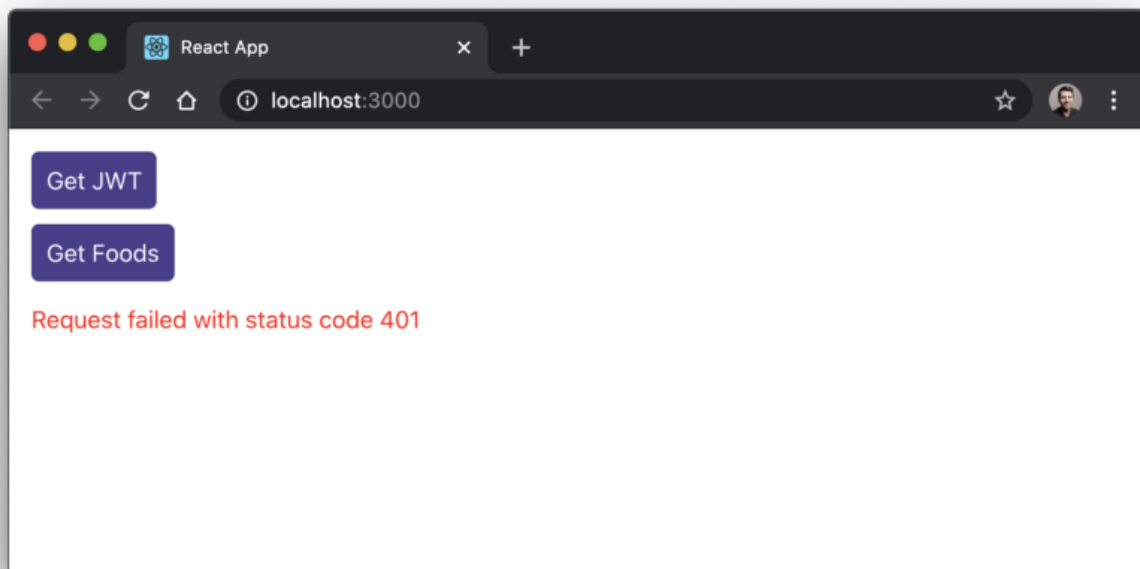 React App
localhost:3000
Get JWT
Get Foods
Request failed with status code 401